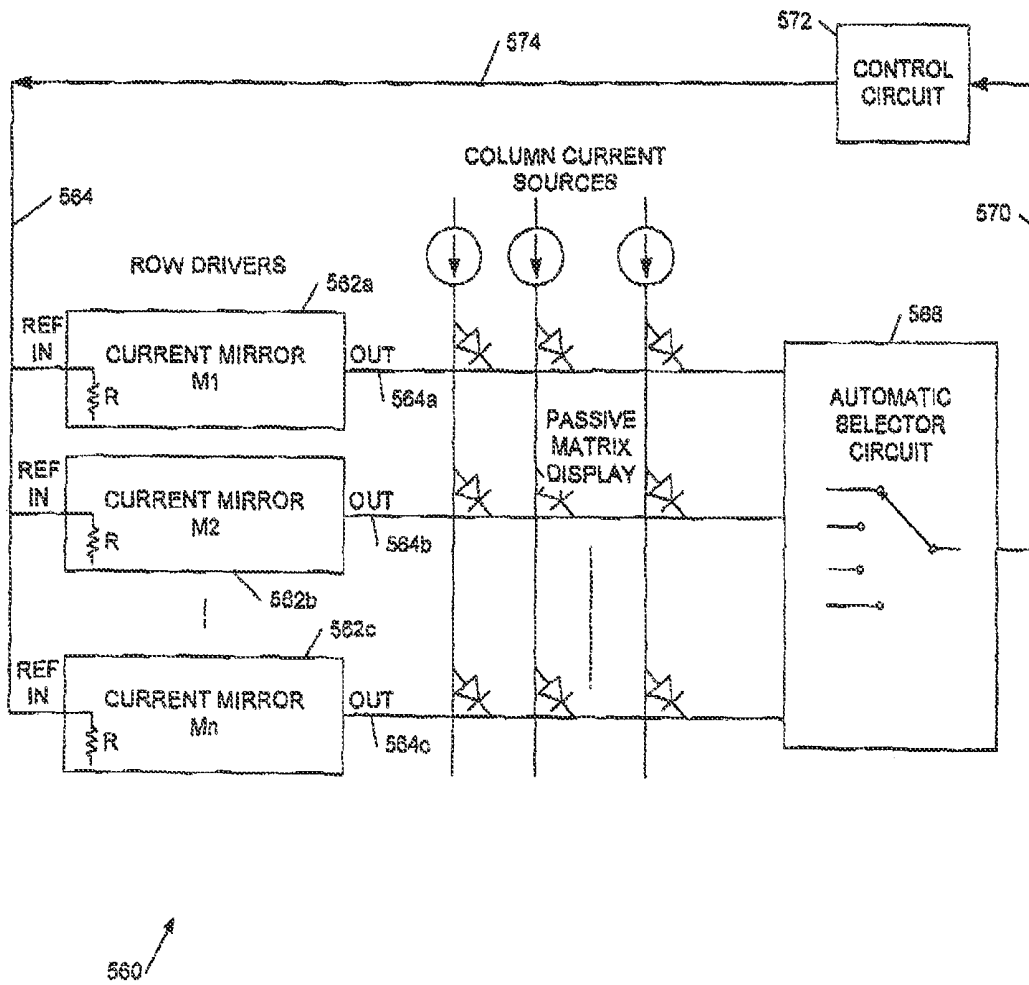 572
574
CONTROL
CIRCUIT
COLUMN CURRENT
SOURCES
564
570
ROW DRIVERS
562a
568
REF
IN
CURRENT MIRROR
M1
R
OUT
564a
AUTOMATIC
SELECTOR
CIRCUIT
PASSIVE
MATRIX
DISPLAY
REF
IN
CURRENT MIRROR
M2
R
OUT
564b
562b
562c
REF
IN
CURRENT MIRROR
Mn
R
OUT
564c
560